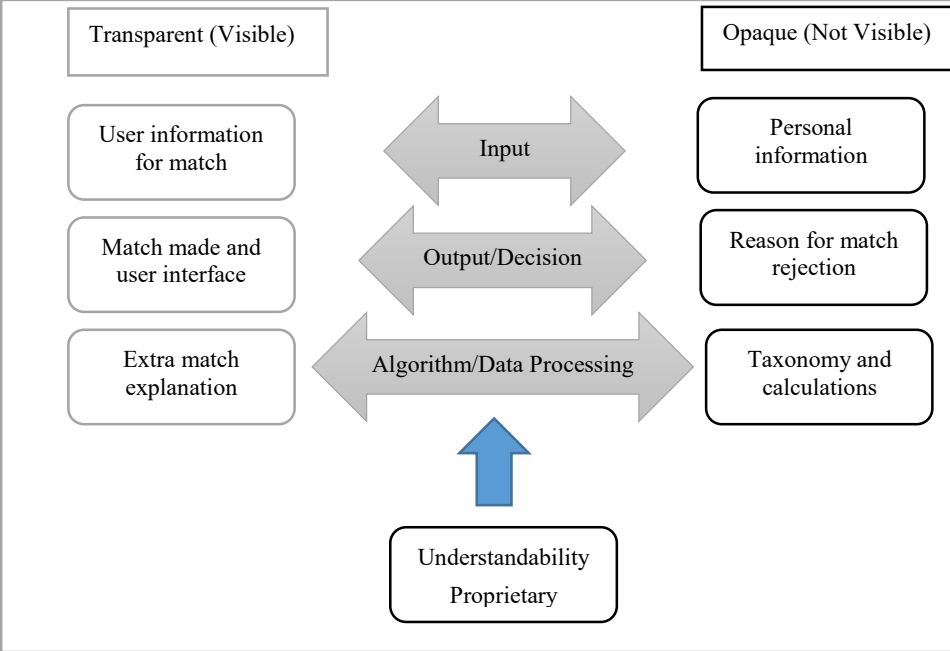 Transparent (Visible)
Opaque (Not Visible)
User information
for match
Input
Personal
information
Match made and
user interface
Output/Decision
Reason for match
rejection
Extra match
explanation
Algorithm/Data Processing
Taxonomy and
calculations
Understandability
Proprietary